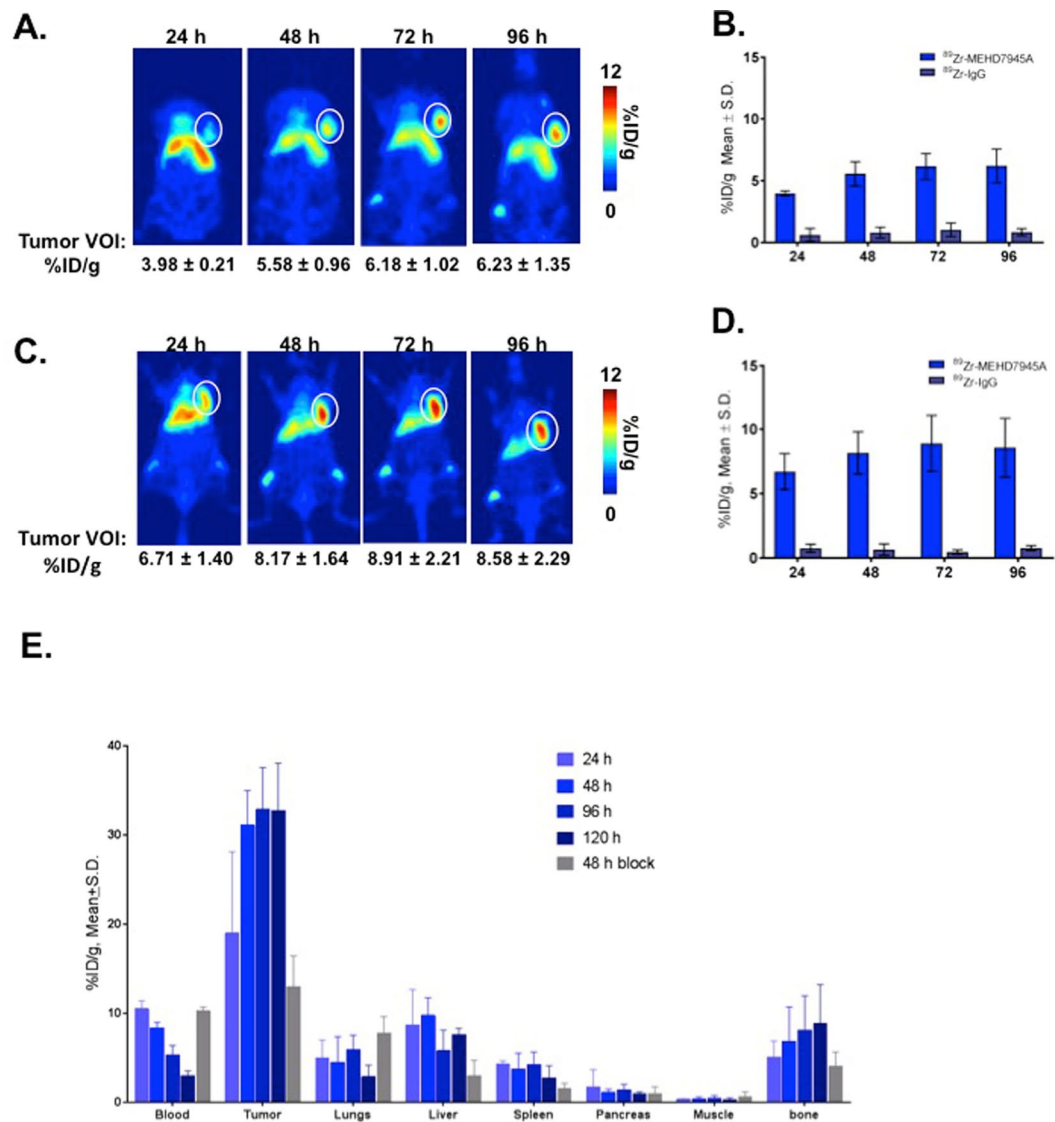 A.
24 h 48 h 72 h 96 h
12
%ID/g
0
Tumor VOI:
%ID/g
3.98 ± 0.21 5.58 ± 0.96 6.18 ± 1.02 6.23 ± 1.35
B.
⁸⁹Zr-MEHD7945A
⁸⁹Zr-IgG
%ID/g Mean ± S.D.
15
10
5
0
24 48 72 96
C.
24 h 48 h 72 h 96 h
12
%ID/g
0
Tumor VOI:
%ID/g
6.71 ± 1.40 8.17 ± 1.64 8.91 ± 2.21 8.58 ± 2.29
D.
⁸⁹Zr-MEHD7945A
⁸⁹Zr-IgG
%ID/g, Mean ± S.D.
15
10
5
0
24 48 72 96
E.
24 h
48 h
96 h
120 h
48 h block
%ID/g, Mean±S.D.
40
30
20
10
0
Blood Tumor Lungs Liver Spleen Pancreas Muscle bone